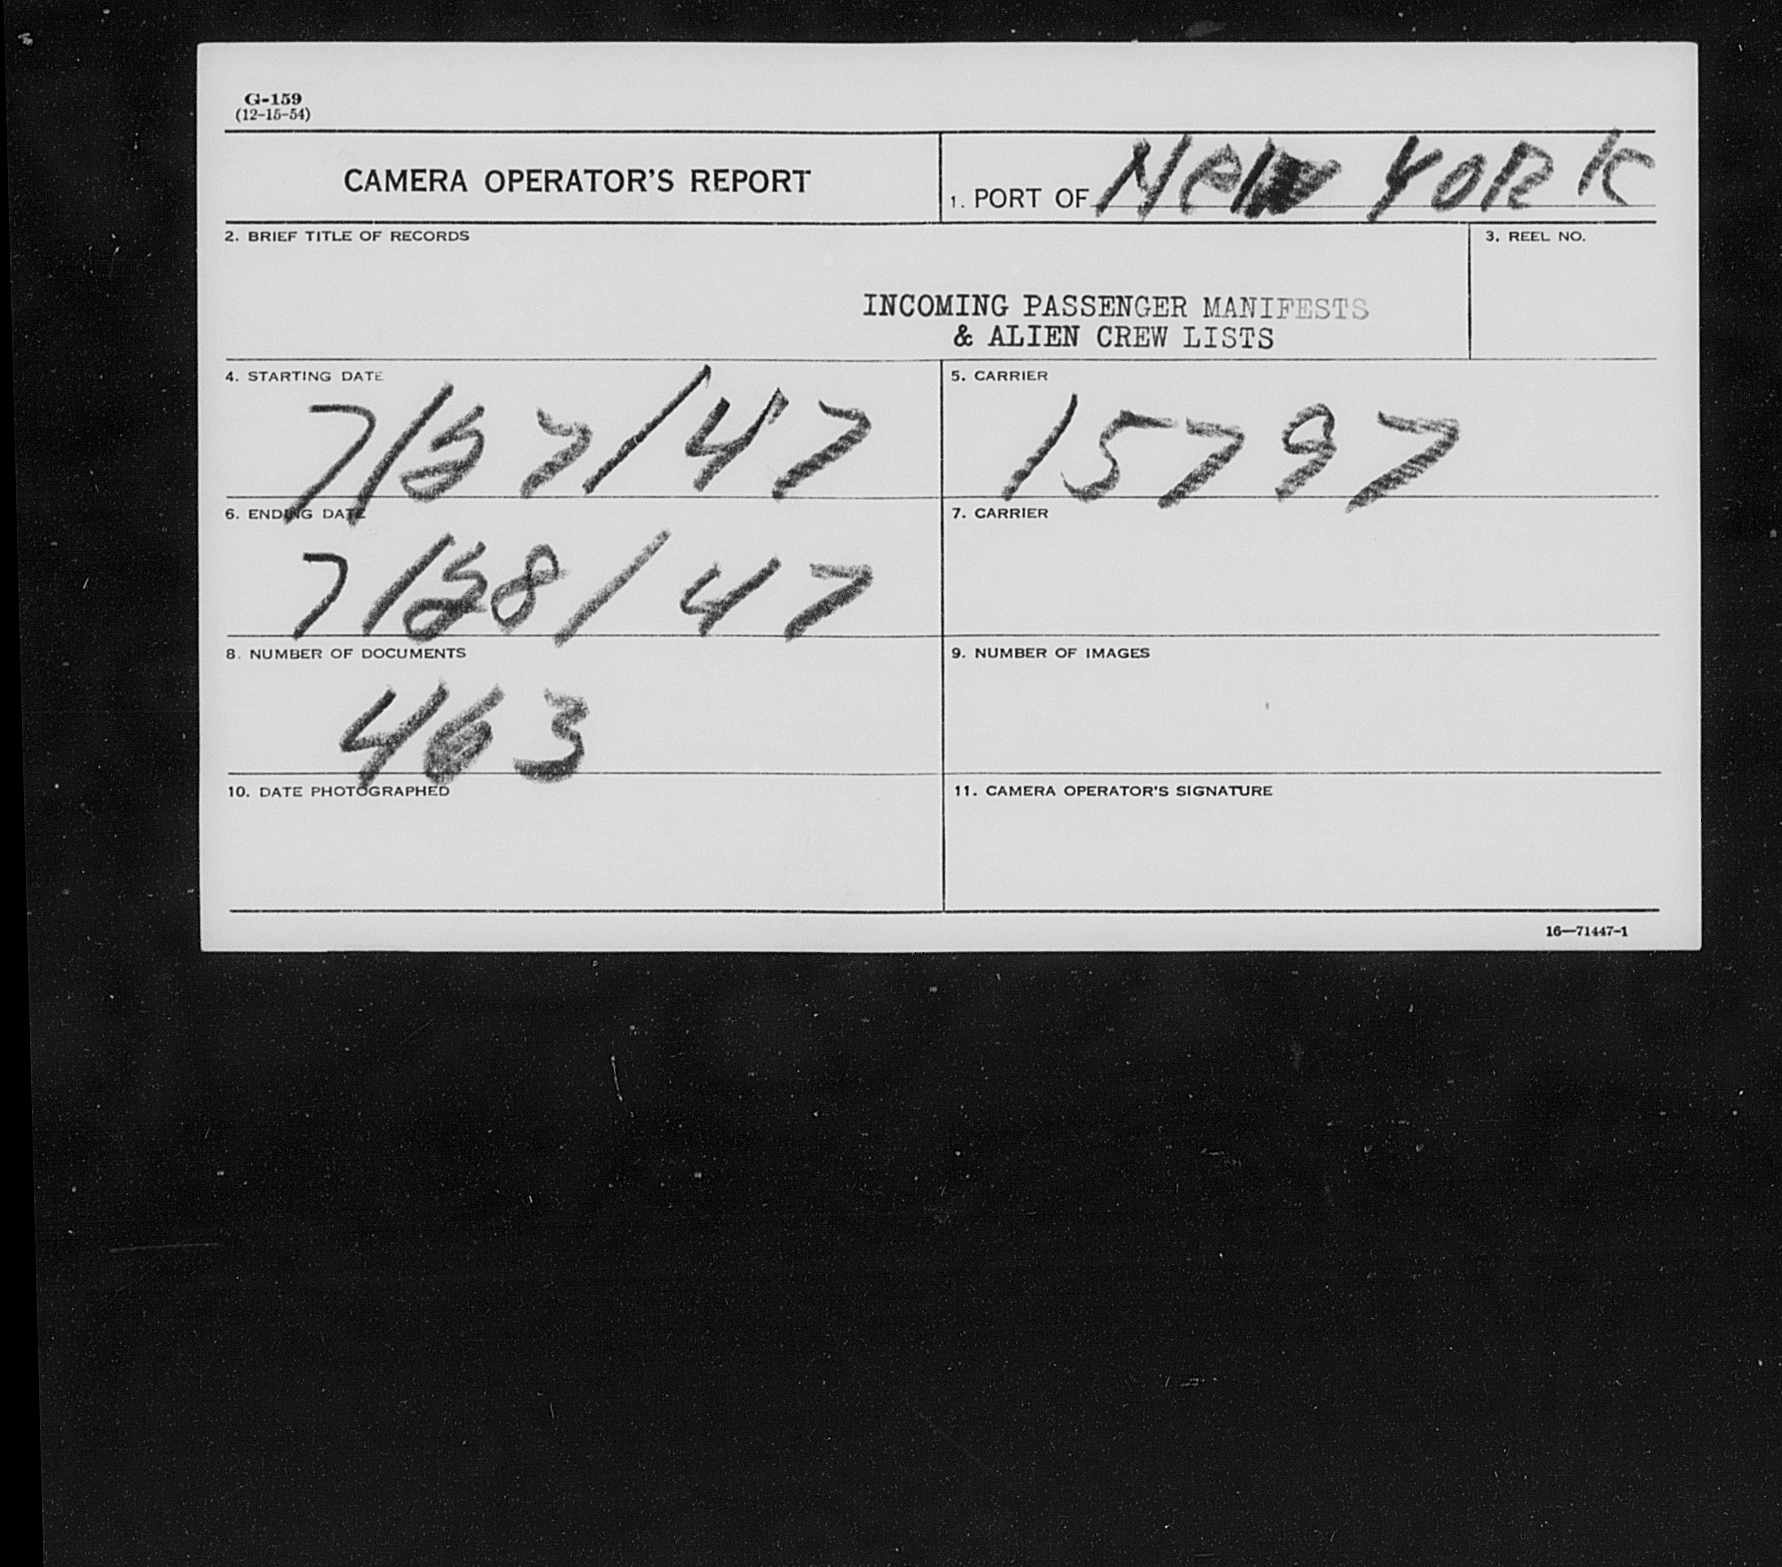 G-159
(12-15-54)
CAMERA OPERATOR'S REPORT
1. PORT OF New YORK
2. BRIEF TITLE OF RECORDS
3. REEL NO.
INCOMING PASSENGER MANIFESTS
& ALIEN CREW LISTS
4. STARTING DATE
7/27/47
5. CARRIER
15797
6. ENDING DATE
7/28/47
7. CARRIER
8. NUMBER OF DOCUMENTS
463
9. NUMBER OF IMAGES
10. DATE PHOTOGRAPHED
11. CAMERA OPERATOR'S SIGNATURE
16—71447-1